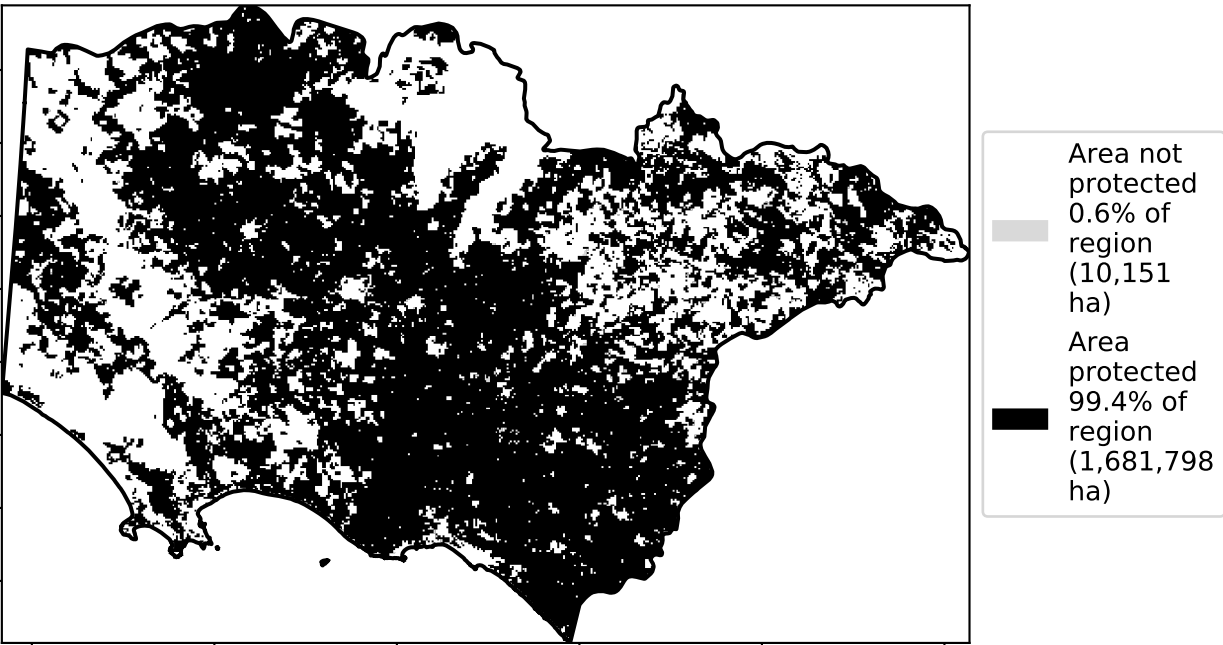 Area not
protected
0.6% of
region
(10,151
ha)
Area
protected
99.4% of
region
(1,681,798
ha)